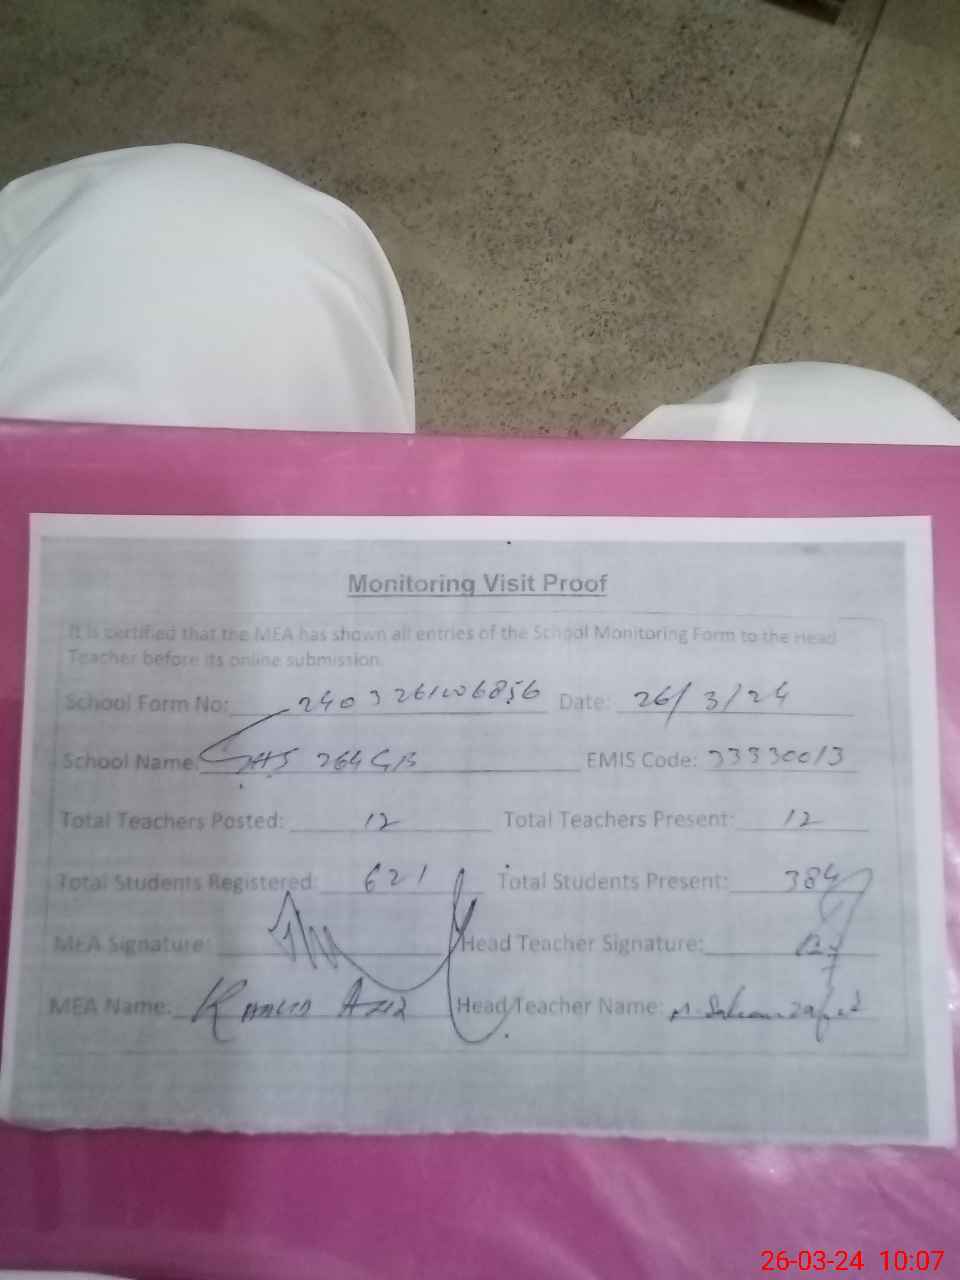 Monitoring Visit Proof
It is certified that the MEA has shown all entries of the School Monitoring Form to the Head
Teacher before its online submission.
School Form No: Date: 26/3/24
School Name: GHS 264 GB EMIS Code: 33330013
Total Teachers Posted: 12 Total Teachers Present: 12
Total Students Registered: 621 Total Students Present: 384
MEA Signature: Head Teacher Signature:
MEA Name: Khalid Aziz Head Teacher Name: M.
26-03-24 10:07